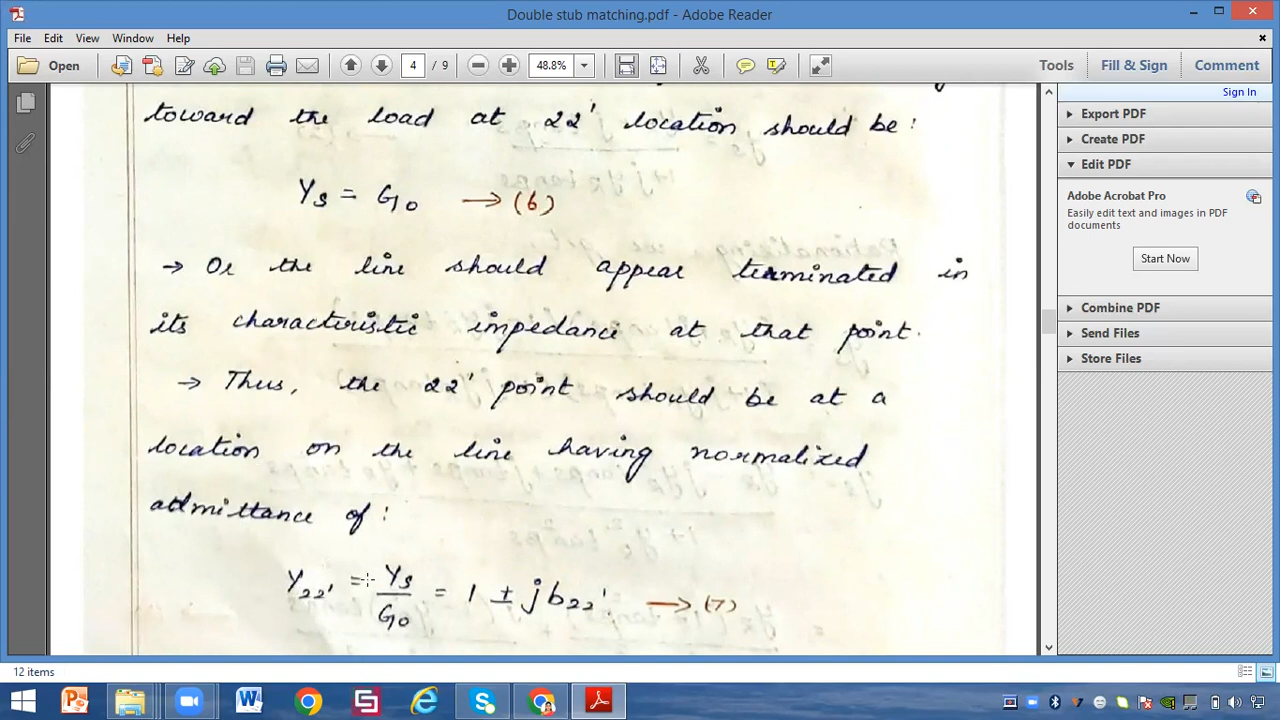 Double stub matching.pdf - Adobe Reader
File Edit View Window Help
Open 4 / 9 48.8% Tools Fill & Sign Comment
Sign In
Export PDF
Create PDF
Edit PDF
Adobe Acrobat Pro
Easily edit text and images in PDF
documents
Start Now
Combine PDF
Send Files
Store Files
toward the load at 22' location should be:
Ys = G0 → (6)
→ Or the line should appear terminated in
its characteristic impedance at that point.
→ Thus, the 22' point should be at a
location on the line having normalized
admittance of:
Y22' = Ys/G0 = 1 ± jb22' → (7)
12 items